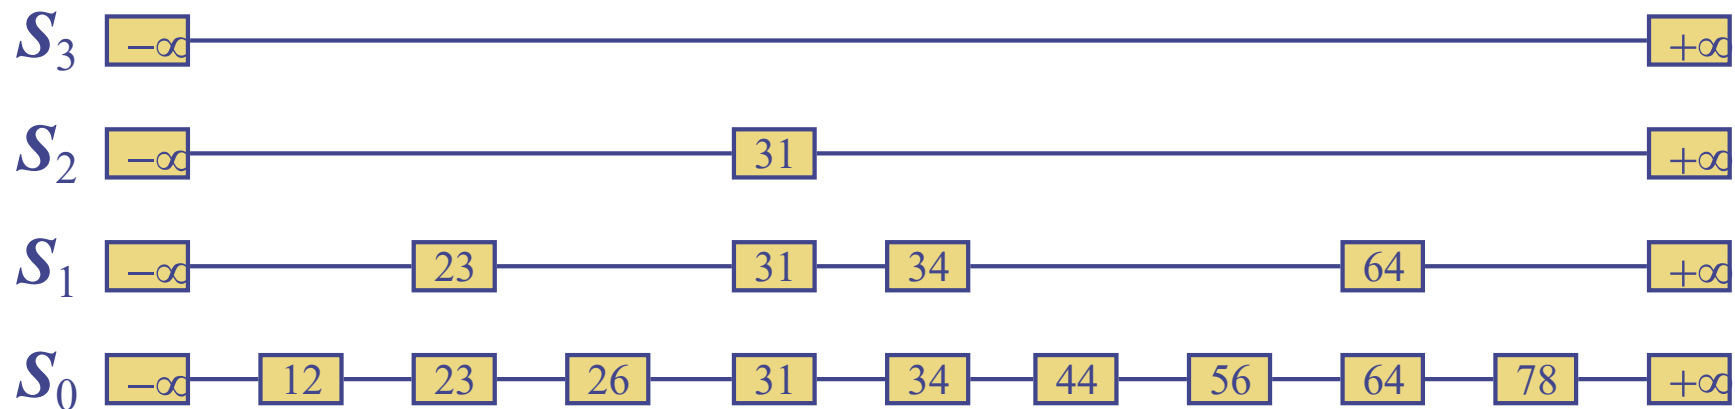 S₃ −∞ +∞
S₂ −∞ 31 +∞
S₁ −∞ 23 31 34 64 +∞
S₀ −∞ 12 23 26 31 34 44 56 64 78 +∞